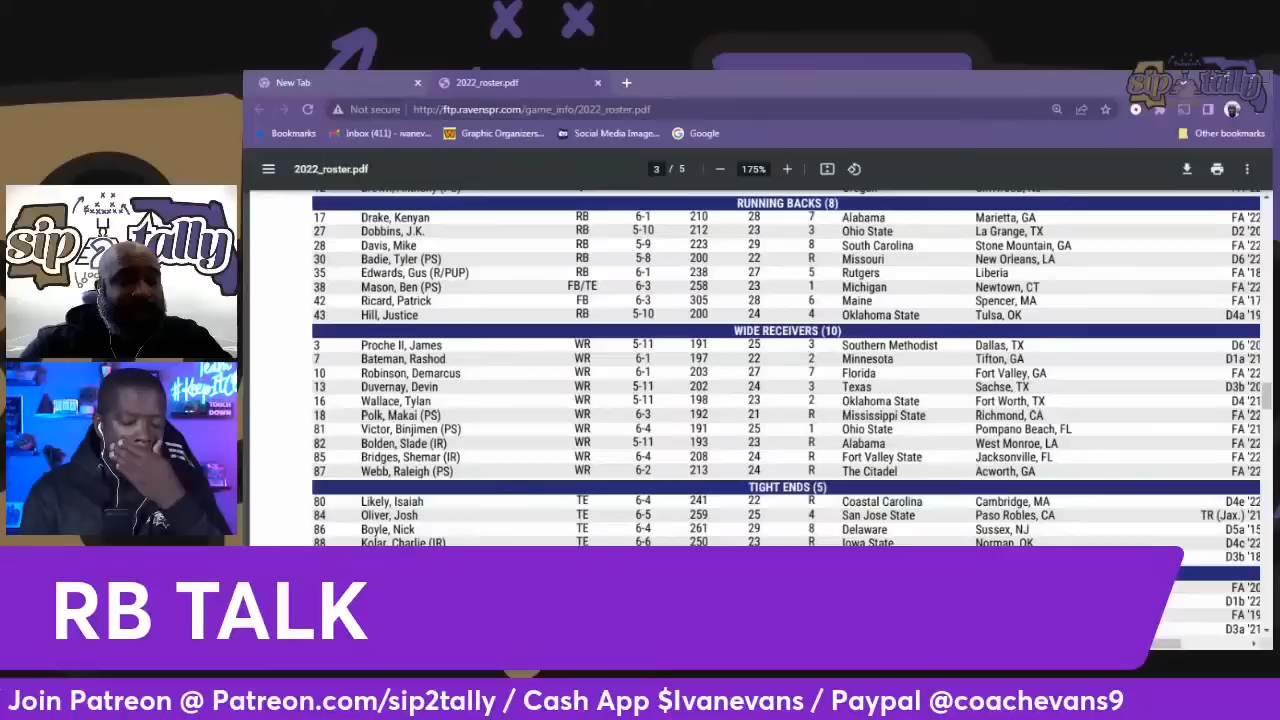 sip 2 tally
New Tab 2022_roster.pdf
Not secure http://ftp.ravenspr.com/game_info/2022_roster.pdf
Bookmarks Inbox (411) - ivanev... Graphic Organizers... Social Media Image... Google Other bookmarks
2022_roster.pdf 3 / 5 175%
RUNNING BACKS (8)
17 Drake, Kenyan RB 6-1 210 28 7 Alabama Marietta, GA FA '22
27 Dobbins, J.K. RB 5-10 212 23 3 Ohio State La Grange, TX D2 '20
28 Davis, Mike RB 5-9 223 29 8 South Carolina Stone Mountain, GA FA '22
30 Badie, Tyler (PS) RB 5-8 200 22 R Missouri New Orleans, LA D6 '22
35 Edwards, Gus (R/PUP) RB 6-1 238 27 5 Rutgers Liberia FA '18
38 Mason, Ben (PS) FB/TE 6-3 258 23 1 Michigan Newtown, CT FA '22
42 Ricard, Patrick FB 6-3 305 28 6 Maine Spencer, MA FA '17
43 Hill, Justice RB 5-10 200 24 4 Oklahoma State Tulsa, OK D4a '19
WIDE RECEIVERS (10)
3 Proche II, James WR 5-11 191 25 3 Southern Methodist Dallas, TX D6 '20
7 Bateman, Rashod WR 6-1 197 22 2 Minnesota Tifton, GA D1a '21
10 Robinson, Demarcus WR 6-1 203 27 7 Florida Fort Valley, GA FA '22
13 Duvernay, Devin WR 5-11 202 24 3 Texas Sachse, TX D3b '20
16 Wallace, Tylan WR 5-11 198 23 2 Oklahoma State Fort Worth, TX D4 '21
18 Polk, Makai (PS) WR 6-3 192 21 R Mississippi State Richmond, CA FA '22
81 Victor, Binjimen (PS) WR 6-4 191 25 1 Ohio State Pompano Beach, FL FA '21
82 Bolden, Slade (IR) WR 5-11 193 23 R Alabama West Monroe, LA FA '22
85 Bridges, Shemar (IR) WR 6-4 208 24 R Fort Valley State Jacksonville, FL FA '22
87 Webb, Raleigh (PS) WR 6-2 213 24 R The Citadel Acworth, GA FA '22
TIGHT ENDS (5)
80 Likely, Isaiah TE 6-4 241 22 R Coastal Carolina Cambridge, MA D4e '22
84 Oliver, Josh TE 6-5 259 25 4 San Jose State Paso Robles, CA TR (Jax.) '21
86 Boyle, Nick TE 6-4 261 29 8 Delaware Sussex, NJ D5a '15
88 Kolar, Charlie (IR) TE 6-6 250 23 R Iowa State Norman, OK D4c '22
D3b '18
FA '20
D1b '22
FA '19
D3a '21
sip 2 tally
Team
TOUCH
DOWN
RB TALK
/ Join Patreon @ Patreon.com/sip2tally / Cash App $Ivanevans / Paypal @coachevans9